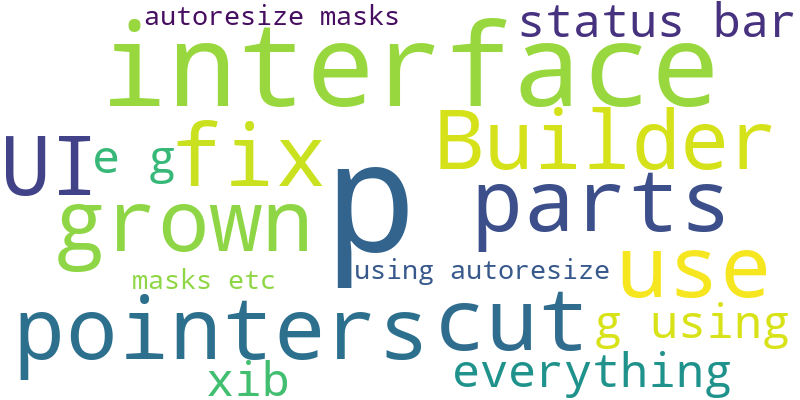 autoresize masks
status bar
interface
Builder
UI
e g
fix
p
parts
grown
using autoresize
masks etc
use
pointers
cut
g using
xib
everything